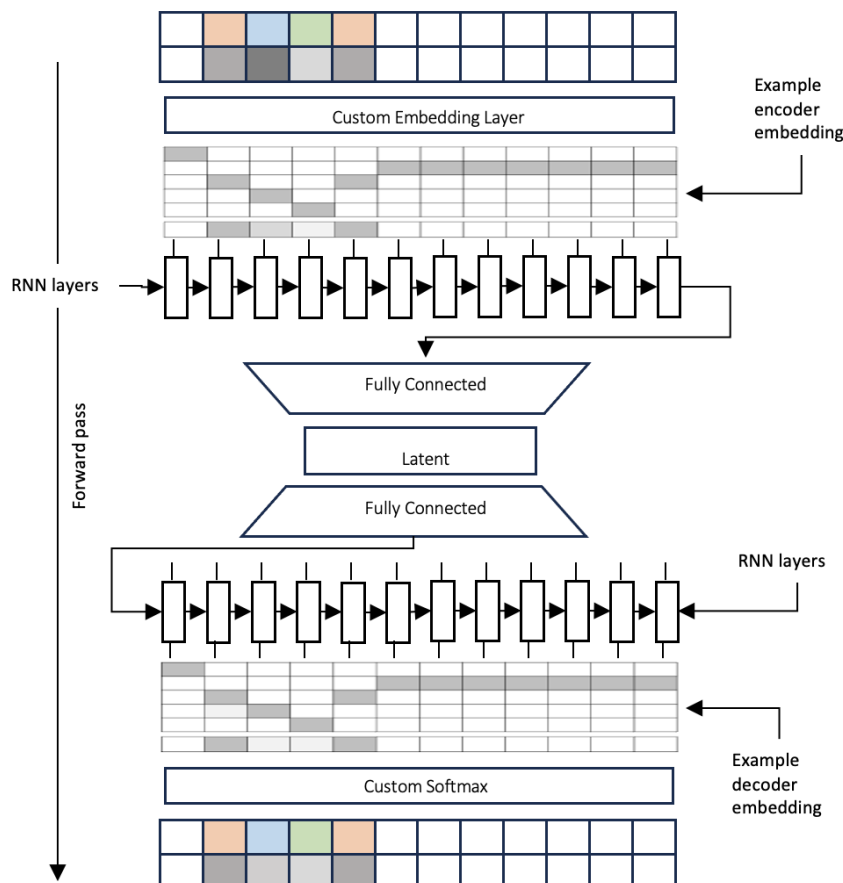 Example
encoder
embedding
Custom Embedding Layer
RNN layers
Fully Connected
Forward pass
Latent
Fully Connected
RNN layers
Custom Softmax
Example
decoder
embedding